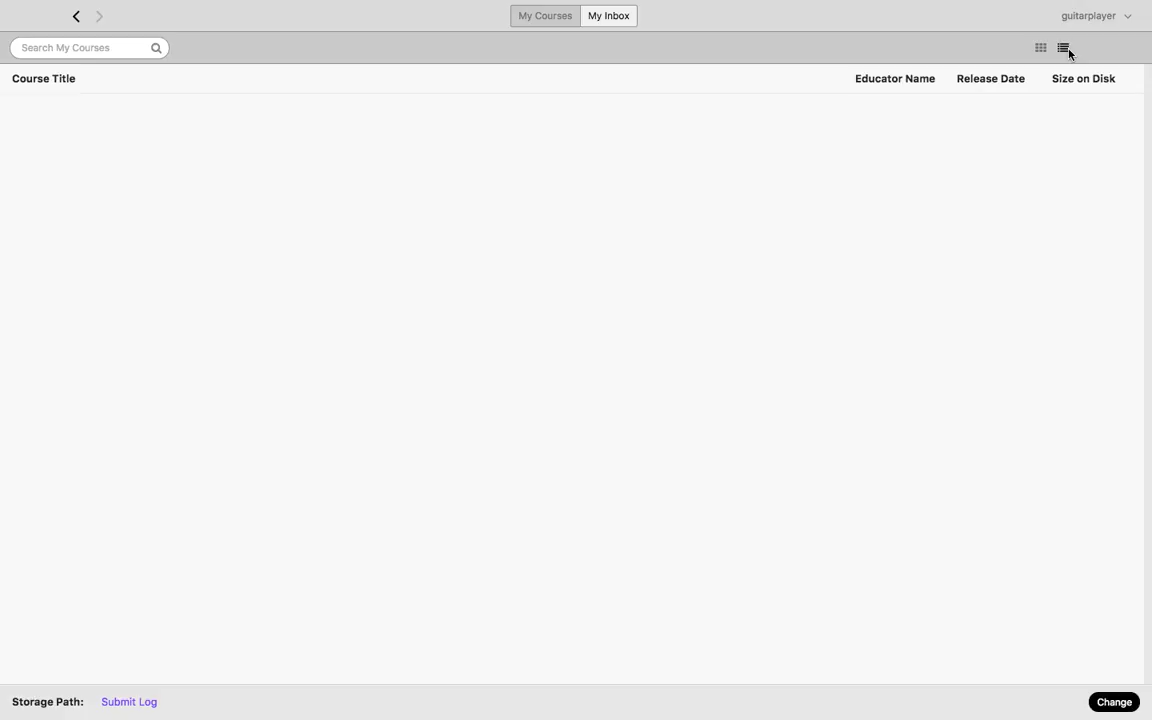 My Courses My Inbox guitarplayer
Search My Courses
Course Title Educator Name Release Date Size on Disk
Storage Path: Submit Log Change